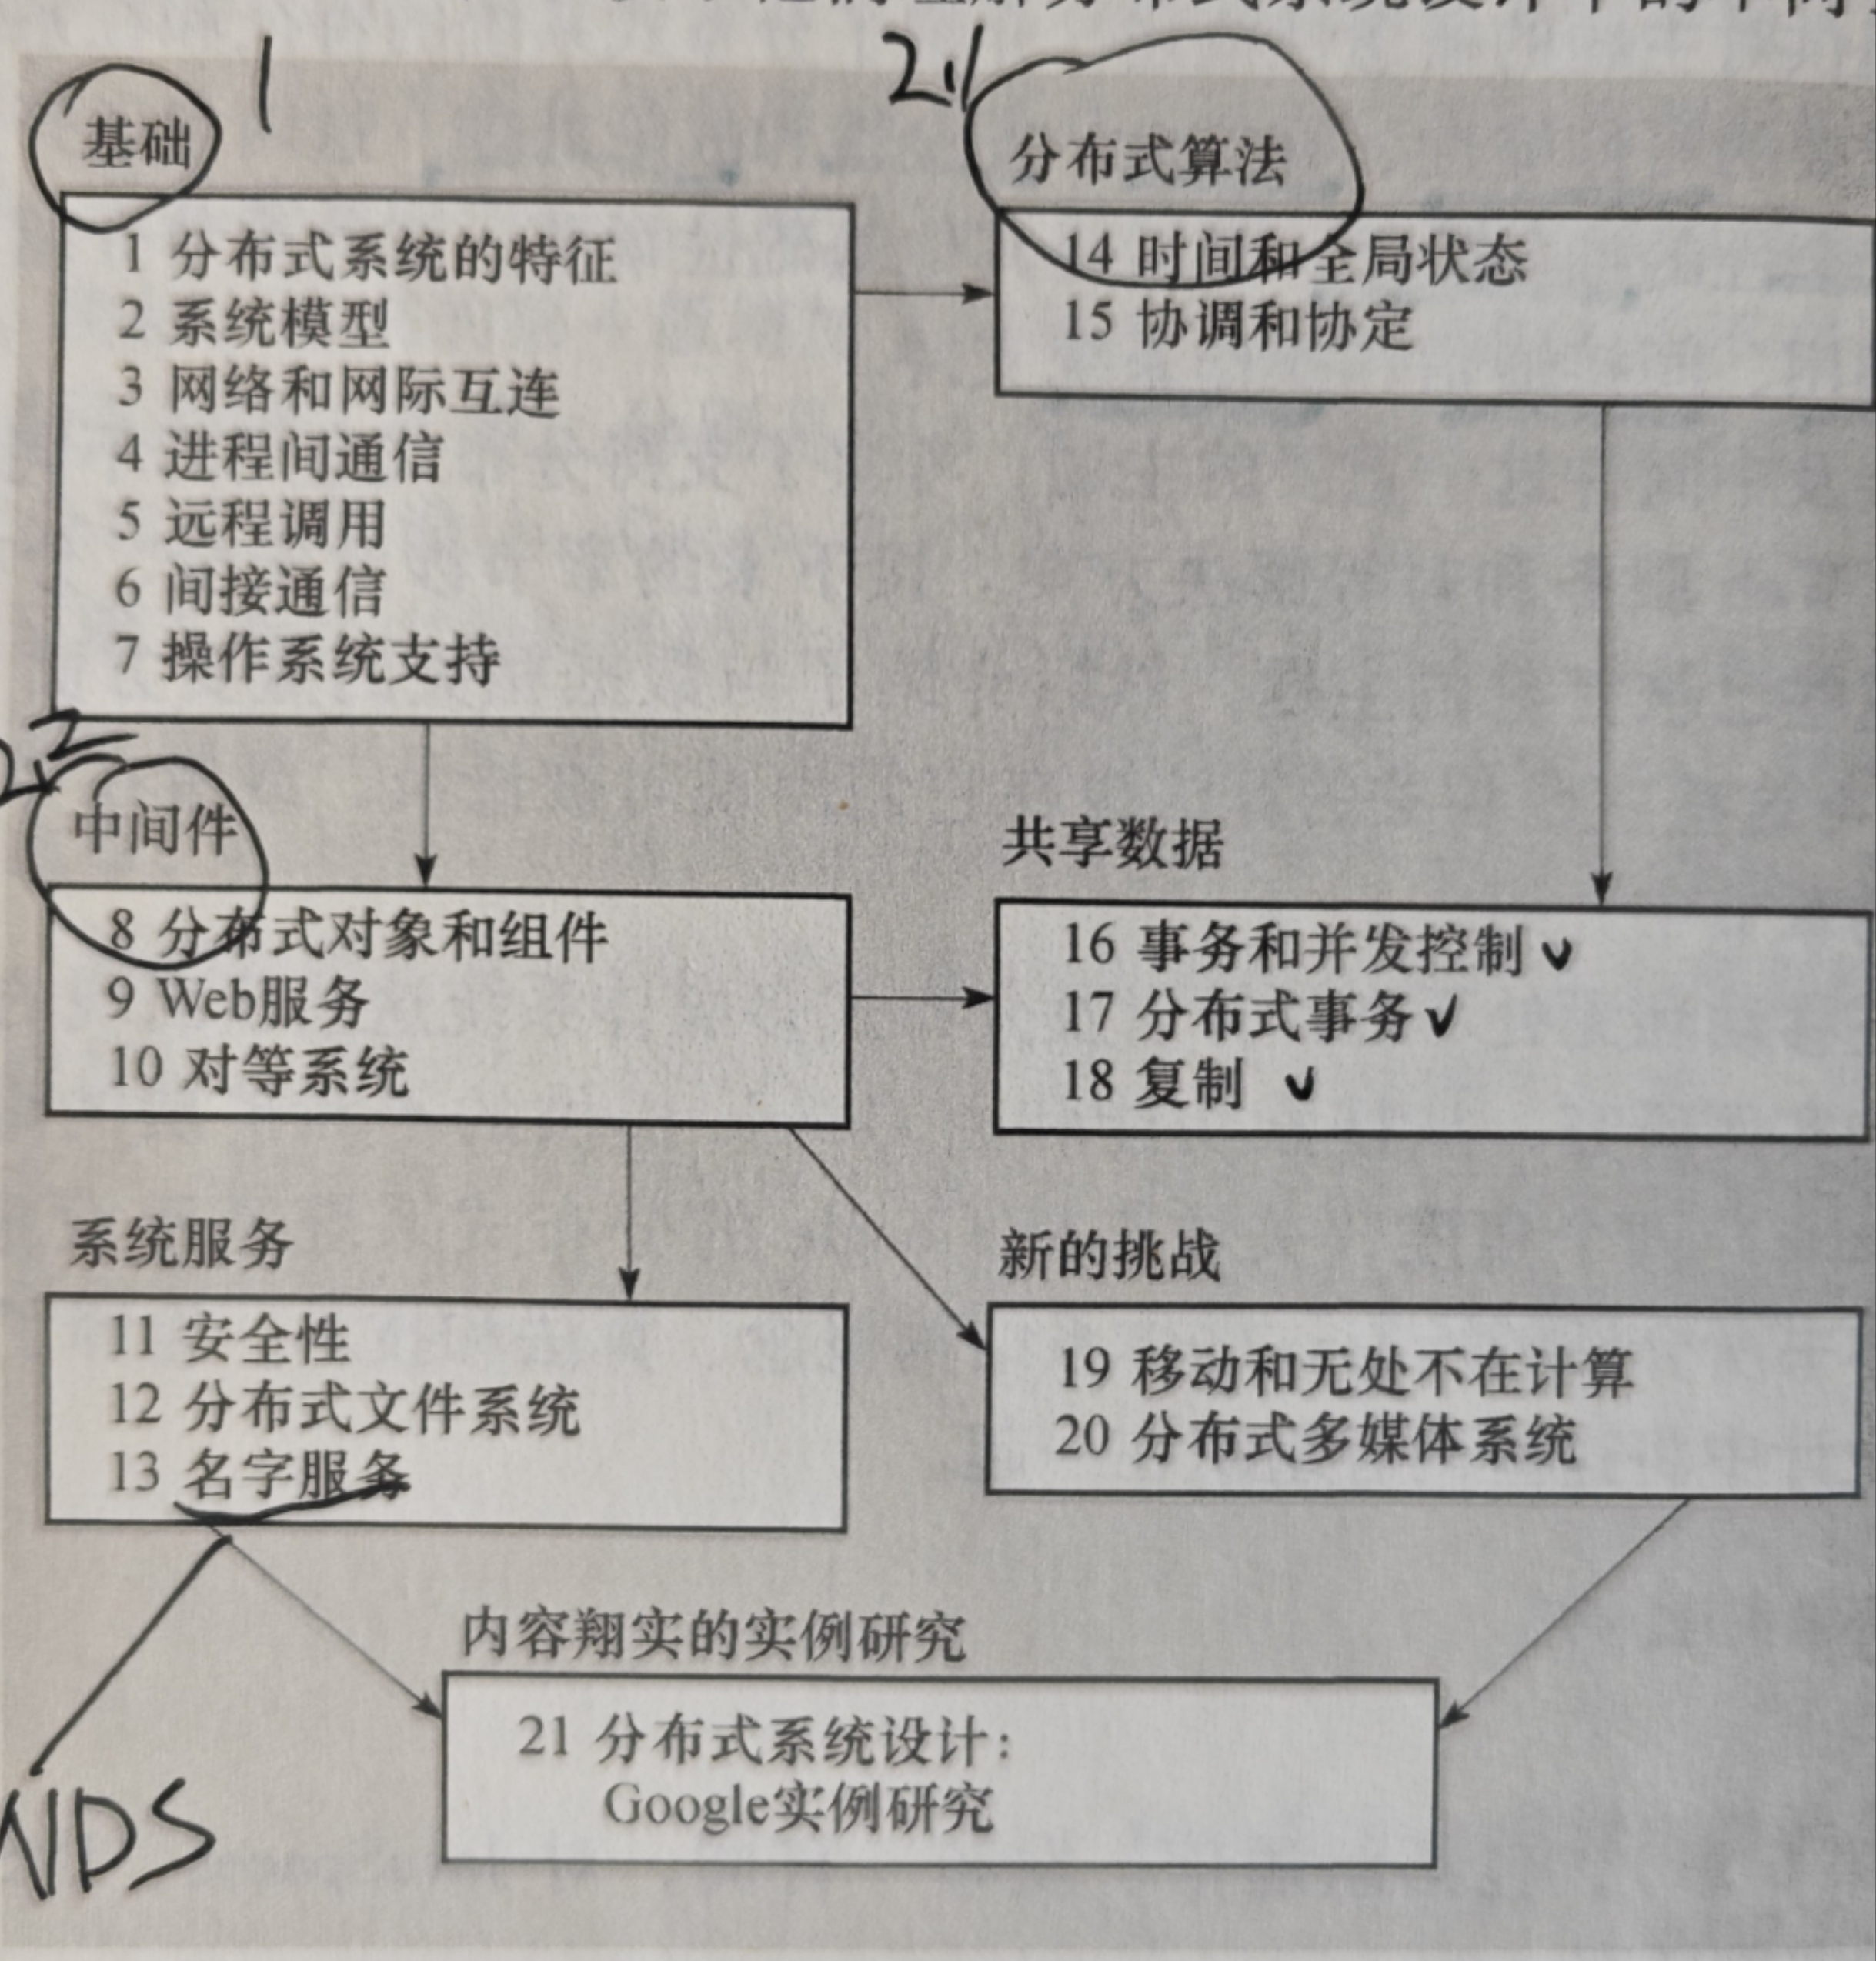 1
基础
1 分布式系统的特征
2 系统模型
3 网络和网际互连
4 进程间通信
5 远程调用
6 间接通信
7 操作系统支持
2.1
分布式算法
14 时间和全局状态
15 协调和协定
2.2
中间件
8 分布式对象和组件
9 Web服务
10 对等系统
共享数据
16 事务和并发控制
17 分布式事务
18 复制
系统服务
11 安全性
12 分布式文件系统
13 名字服务
新的挑战
19 移动和无处不在计算
20 分布式多媒体系统
NDS
内容翔实的实例研究
21 分布式系统设计：
Google实例研究